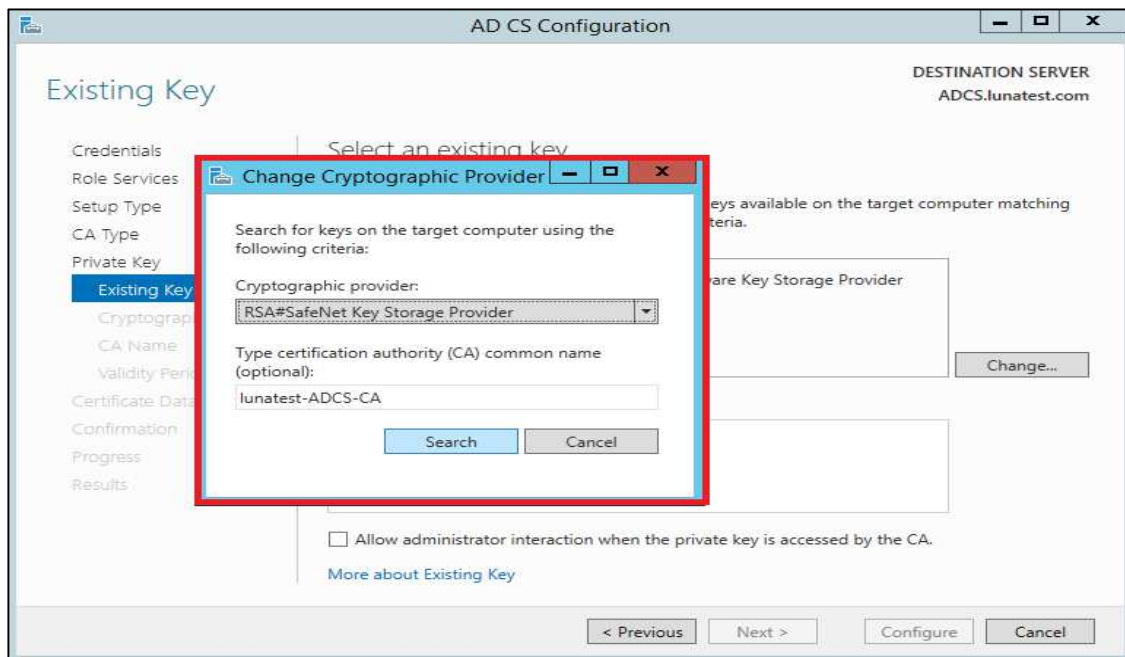 AD CS Configuration
DESTINATION SERVER
ADCS.lunatest.com
Existing Key
Credentials
Role Services
Setup Type
CA Type
Private Key
Existing Key
CA Name
Certificate Data
Confirmation
Progress
Results
Select an existing key
available on the target computer matching
Key Storage Provider
Change...
Change Cryptographic Provider
Search for keys on the target computer using the
following criteria:
Cryptographic provider:
RSA#SafeNet Key Storage Provider
Type certification authority (CA) common name
(optional):
lunatest-ADCS-CA
Search Cancel
Allow administrator interaction when the private key is accessed by the CA.
More about Existing Key
< Previous Next > Configure Cancel